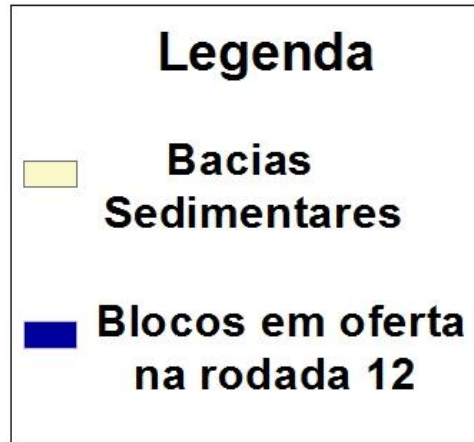 Legenda
Bacias
Sedimentares
Blocos em oferta
na rodada 12